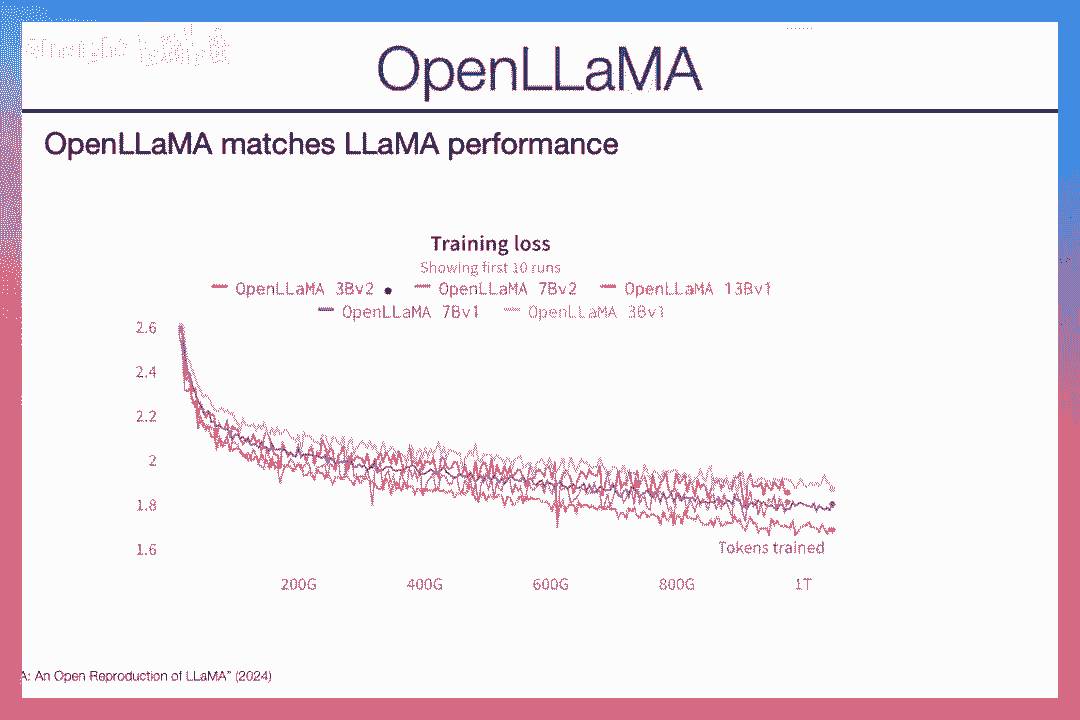 OpenLLaMA
OpenLLaMA matches LLaMA performance
Training loss
Showing first 10 runs
OpenLLaMA 3Bv2 OpenLLaMA 7Bv2 OpenLLaMA 13Bv1
OpenLLaMA 7Bv1 OpenLLaMA 3Bv1
2.6
2.4
2.2
2
1.8
1.6
Tokens trained
200G 400G 600G 800G 1T
A: An Open Reproduction of LLaMA" (2024)